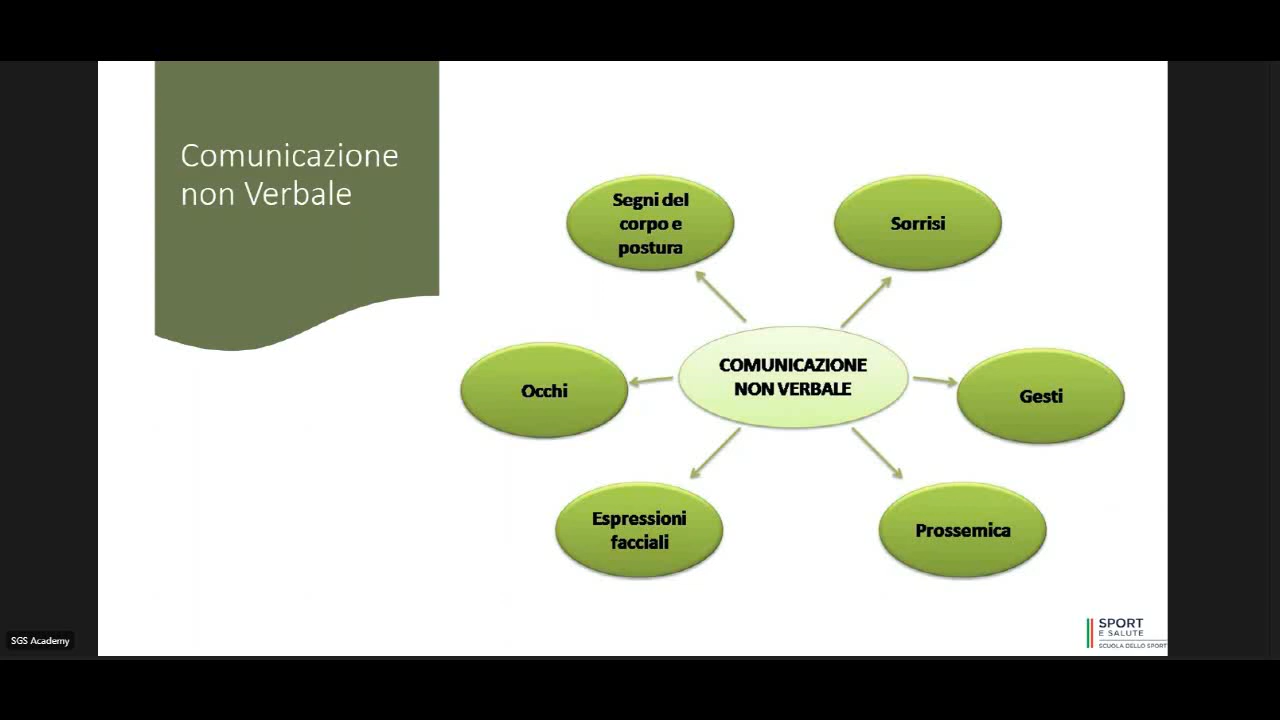 Comunicazione
non Verbale
Segni del
corpo e
postura
Sorrisi
COMUNICAZIONE
NON VERBALE
Occhi
Gesti
Espressioni
facciali
Prossemica
SGS Academy
SPORT
E SALUTE
SCUOLA DELLO SPORT